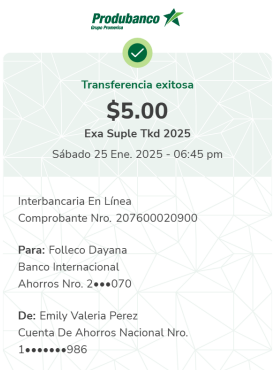 Produbanco
Grupo Promerica
Transferencia exitosa
$5.00
Exa Suple Tkd 2025
Sábado 25 Ene. 2025 - 06:45 pm
Interbancaria En Línea
Comprobante Nro. 207600020900
Para: Folleco Dayana
Banco Internacional
Ahorros Nro. 2●●●070
De: Emily Valeria Perez
Cuenta De Ahorros Nacional Nro.
1●●●●●●●986